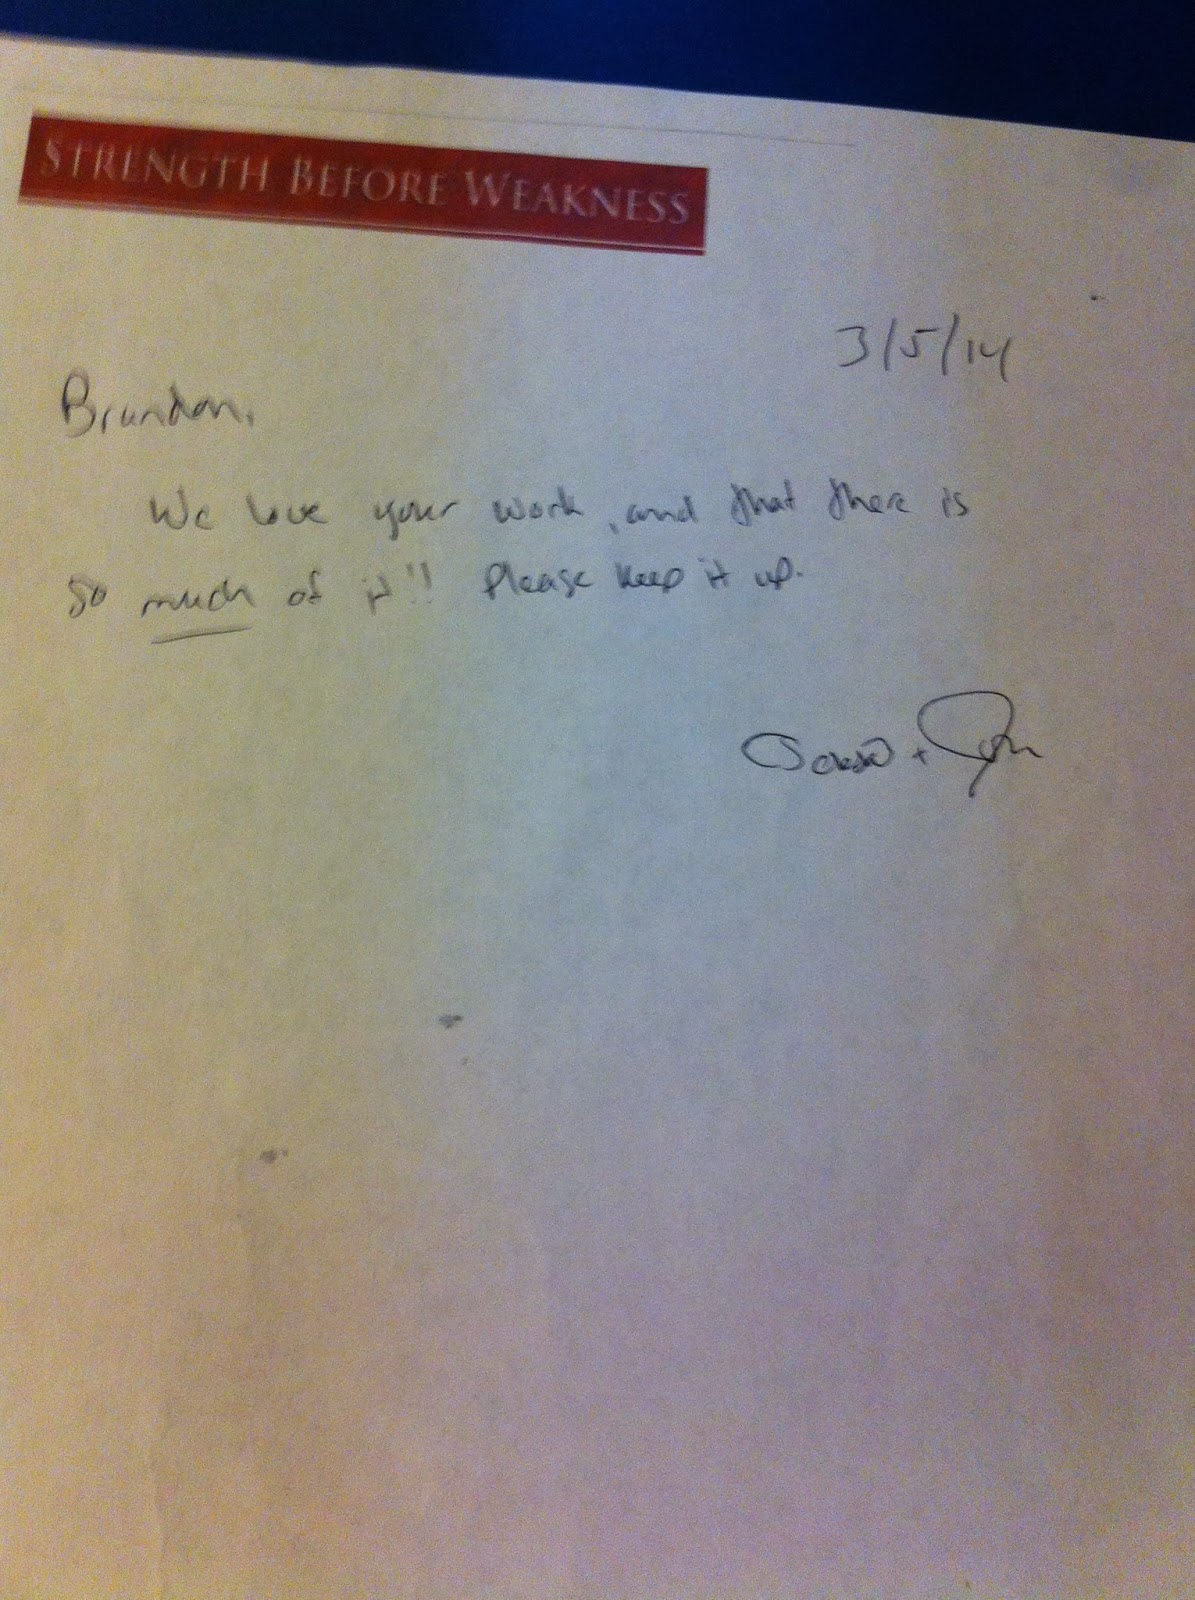 STRENGTH BEFORE WEAKNESS
3/5/14
Brandon,
We love your work, and that there is
so much of it!! Please keep it up.
+